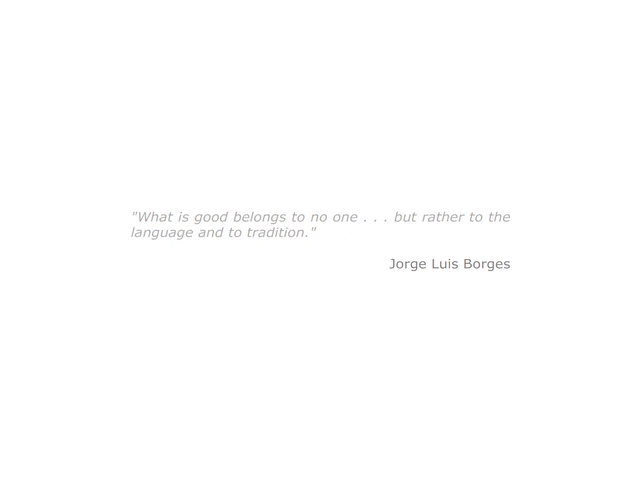 "What is good belongs to no one . . . but rather to the
language and to tradition."
Jorge Luis Borges